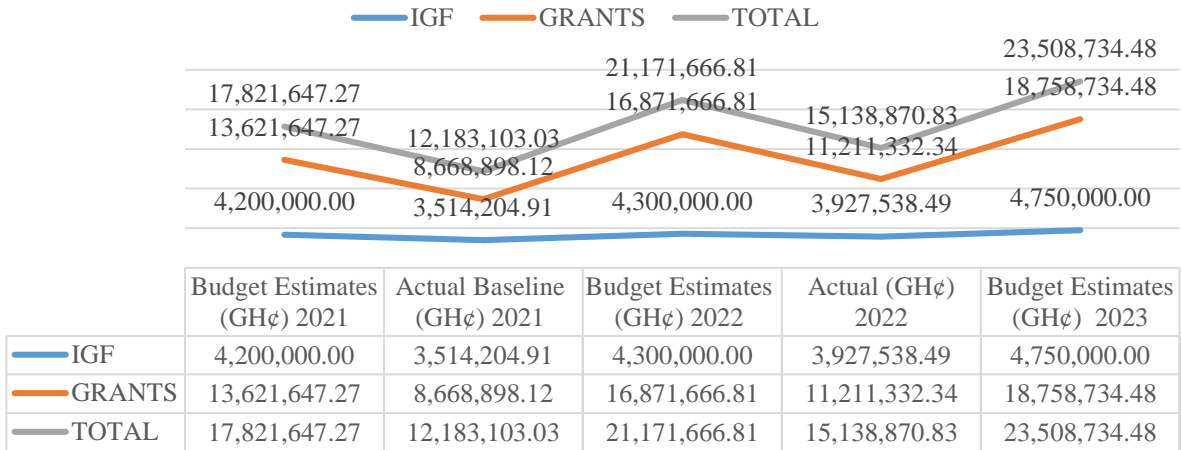 IGF GRANTS TOTAL
23,508,734.48
21,171,666.81
18,758,734.48
17,821,647.27
16,871,666.81
15,138,870.83
13,621,647.27
12,183,103.03
11,211,332.34
8,668,898.12
4,200,000.00 3,514,204.91 4,300,000.00 3,927,538.49 4,750,000.00
Budget Estimates (GH₵) 2021
Actual Baseline (GH₵) 2021
Budget Estimates (GH₵) 2022
Actual (GH₵) 2022
Budget Estimates (GH₵) 2023
IGF 4,200,000.00 3,514,204.91 4,300,000.00 3,927,538.49 4,750,000.00
GRANTS 13,621,647.27 8,668,898.12 16,871,666.81 11,211,332.34 18,758,734.48
TOTAL 17,821,647.27 12,183,103.03 21,171,666.81 15,138,870.83 23,508,734.48